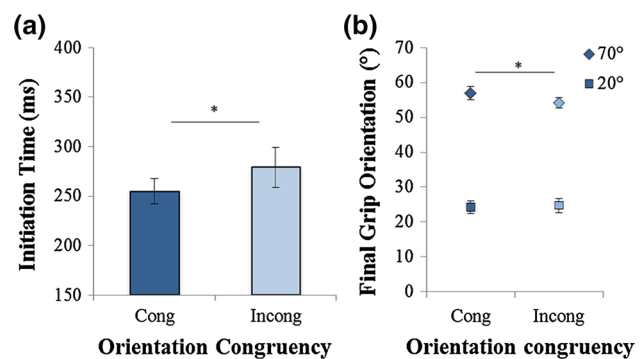 (a)
Initiation Time (ms)
400
350
300
250
200
150
*
Cong Incong
Orientation Congruency
(b)
Final Grip Orientation (°)
70
60
50
40
30
20
10
0
*
70°
20°
Cong Incong
Orientation congruency